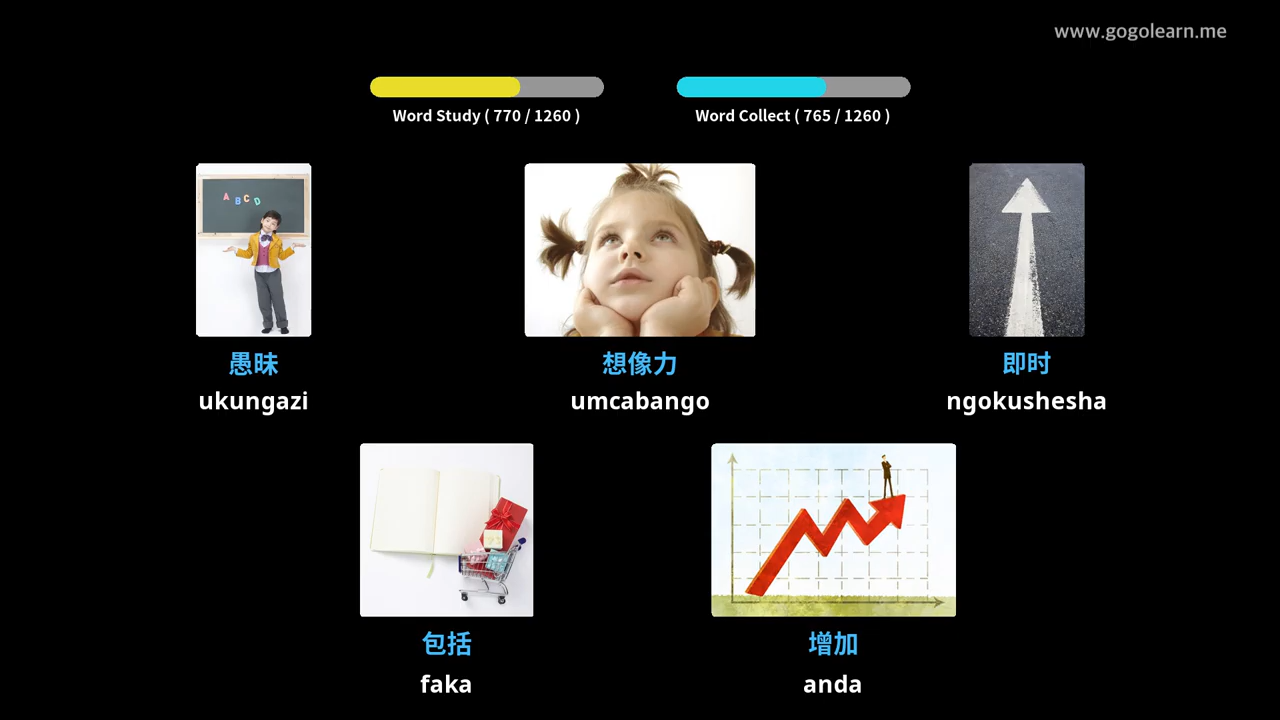 www.gogolearn.me
Word Study ( 770 / 1260 )
Word Collect ( 765 / 1260 )
A B C D
愚昧
ukungazi
想像力
umcabango
即时
ngokushesha
包括
faka
增加
anda